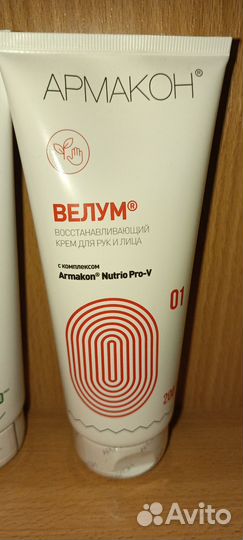 АРМАКОН®
ВЕЛУМ®
ВОССТАНАВЛИВАЮЩИЙ
КРЕМ ДЛЯ РУК И ЛИЦА
С КОМПЛЕКСОМ
Armakon® Nutrio Pro-V
01
Avito